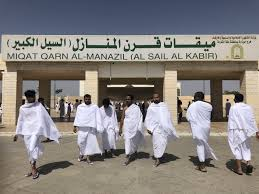 ميقات قرن المنازل (السيل الكبير)
MIQAT QARN AL-MANAZIL (AL SAIL AL KABIR)